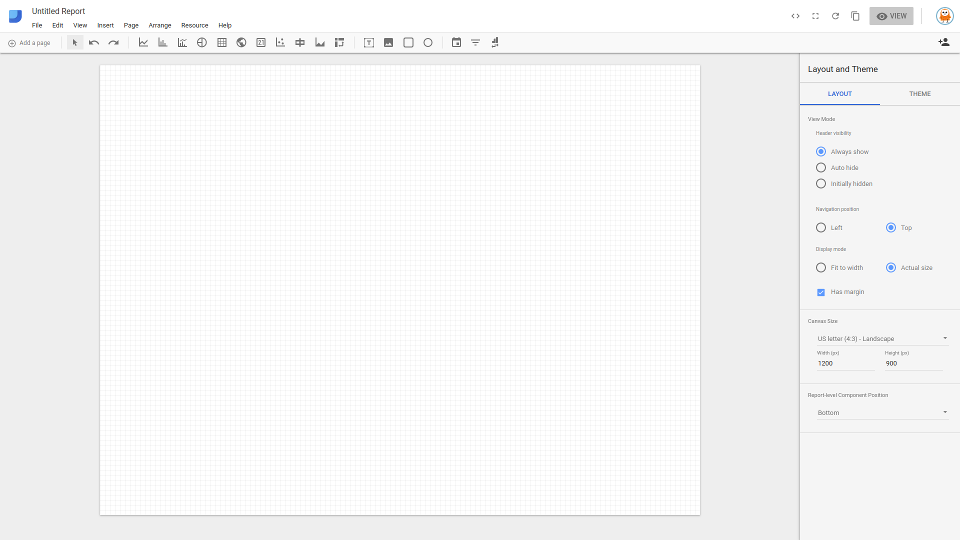 Untitled Report
File Edit View Insert Page Arrange Resource Help
VIEW
Add a page
Layout and Theme
LAYOUT THEME
View Mode
Header visibility
Always show
Auto hide
Initially hidden
Navigation position
Left Top
Display mode
Fit to width Actual size
Has margin
Canvas Size
US letter (4:3) - Landscape
Width (px) Height (px)
1200 900
Report-level Component Position
Bottom